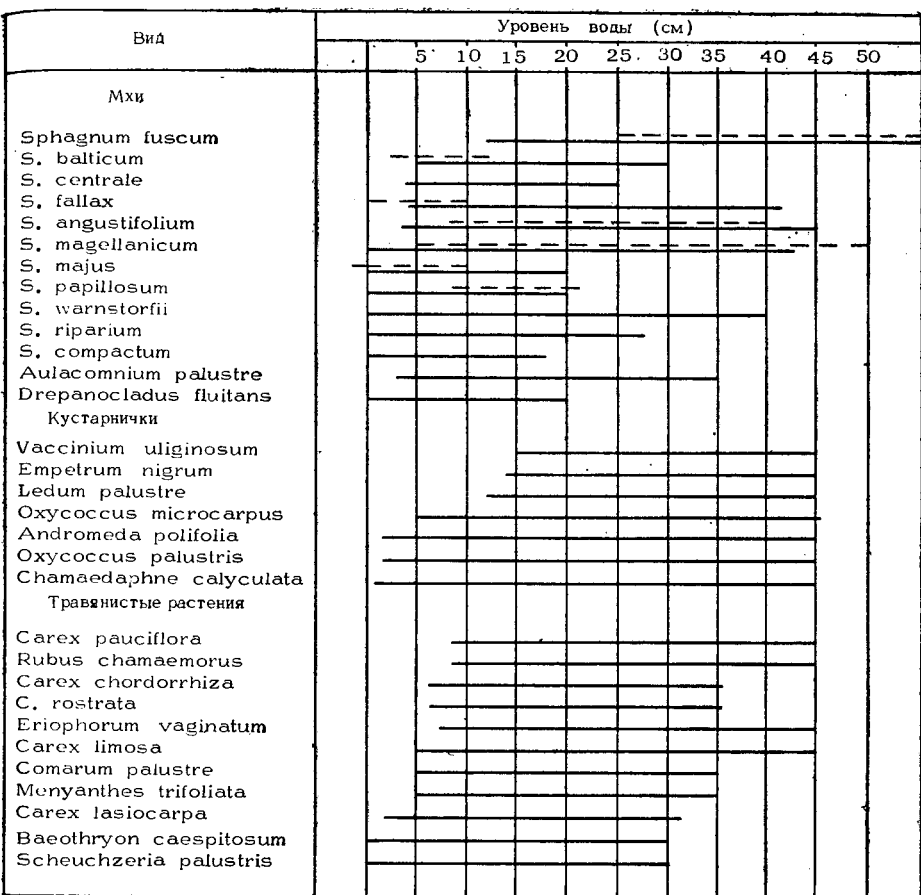 Вид
Уровень воды (см)
5 10 15 20 25 30 35 40 45 50
Мхи
Sphagnum fuscum
S. balticum
S. centrale
S. fallax
S. angustifolium
S. magellanicum
S. majus
S. papillosum
S. warnstorfii
S. riparium
S. compactum
Aulacomnium palustre
Drepanocladus fluitans
Кустарнички
Vaccinium uliginosum
Empetrum nigrum
Ledum palustre
Oxycoccus microcarpus
Andromeda polifolia
Oxycoccus palustris
Chamaedaphne calyculata
Травянистые растения
Carex pauciflora
Rubus chamaemorus
Carex chordorrhiza
C. rostrata
Eriophorum vaginatum
Carex limosa
Comarum palustre
Menyanthes trifoliata
Carex lasiocarpa
Baeothryon caespitosum
Scheuchzeria palustris